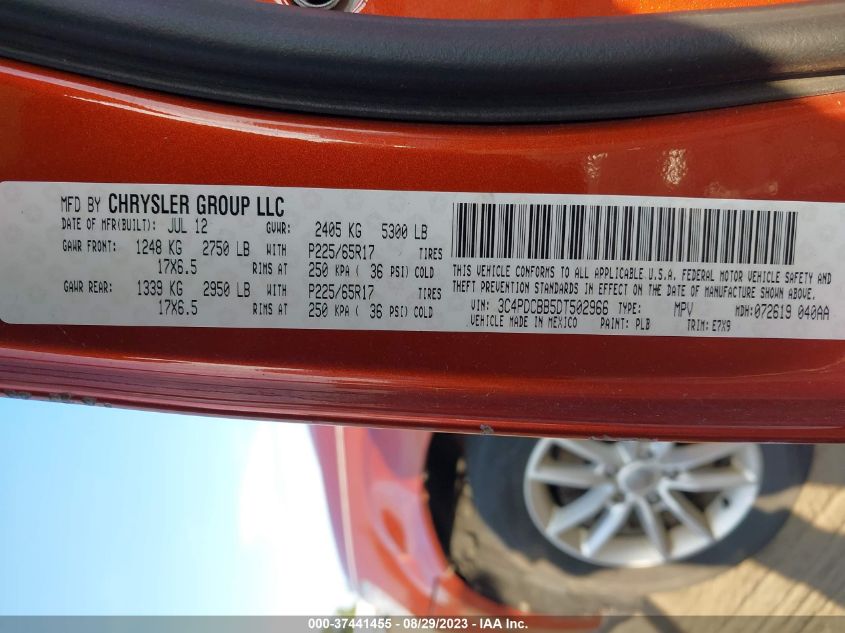 MFD BY CHRYSLER GROUP LLC
DATE OF MFR(BUILT): JUL 12 GVWR: 2405 KG 5300 LB
GAWR FRONT: 1248 KG 2750 LB WITH P225/65R17 TIRES
17X6.5 RIMS AT 250 KPA ( 36 PSI) COLD
GAWR REAR: 1339 KG 2950 LB WITH P225/65R17 TIRES
17X6.5 RIMS AT 250 KPA ( 36 PSI) COLD
THIS VEHICLE CONFORMS TO ALL APPLICABLE U.S.A. FEDERAL MOTOR VEHICLE SAFETY AND
THEFT PREVENTION STANDARDS IN EFFECT ON THE DATE OF MANUFACTURE SHOWN ABOVE.
VIN: 3C4PDCBB5DT502966 TYPE: MPV MDH:072619 040AA
VEHICLE MADE IN MEXICO PAINT: PLB TRIM: E7X9
000-37441455 - 08/29/2023 - IAA Inc.